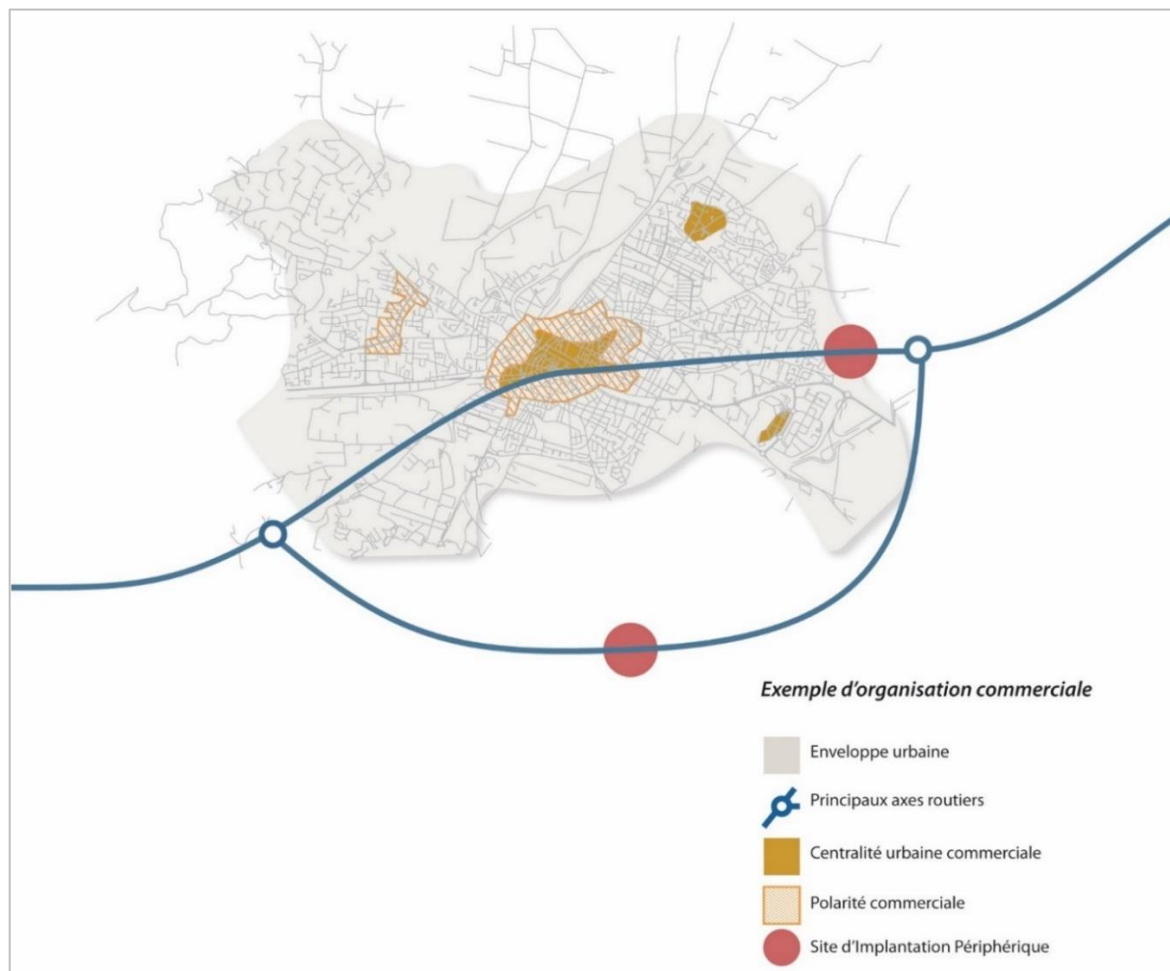 Exemple d'organisation commerciale
Enveloppe urbaine
Principaux axes routiers
Centralité urbaine commerciale
Polarité commerciale
Site d'Implantation Périphérique